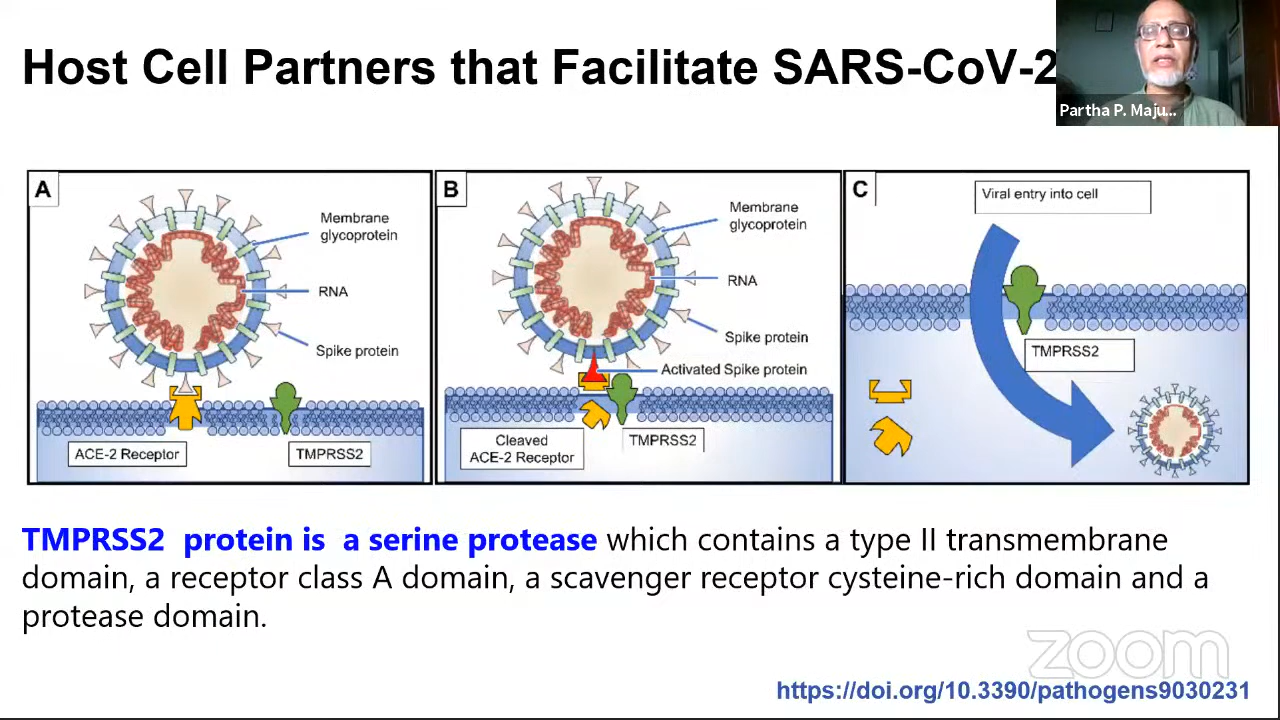 Host Cell Partners that Facilitate SARS-CoV-2
Partha P. Maju...
A
Membrane
glycoprotein
RNA
Spike protein
ACE-2 Receptor
TMPRSS2
B
Membrane
glycoprotein
RNA
Spike protein
Activated Spike protein
Cleaved
ACE-2 Receptor
TMPRSS2
C
Viral entry into cell
TMPRSS2
TMPRSS2 protein is a serine protease which contains a type II transmembrane
domain, a receptor class A domain, a scavenger receptor cysteine-rich domain and a
protease domain.
zoom
https://doi.org/10.3390/pathogens9030231